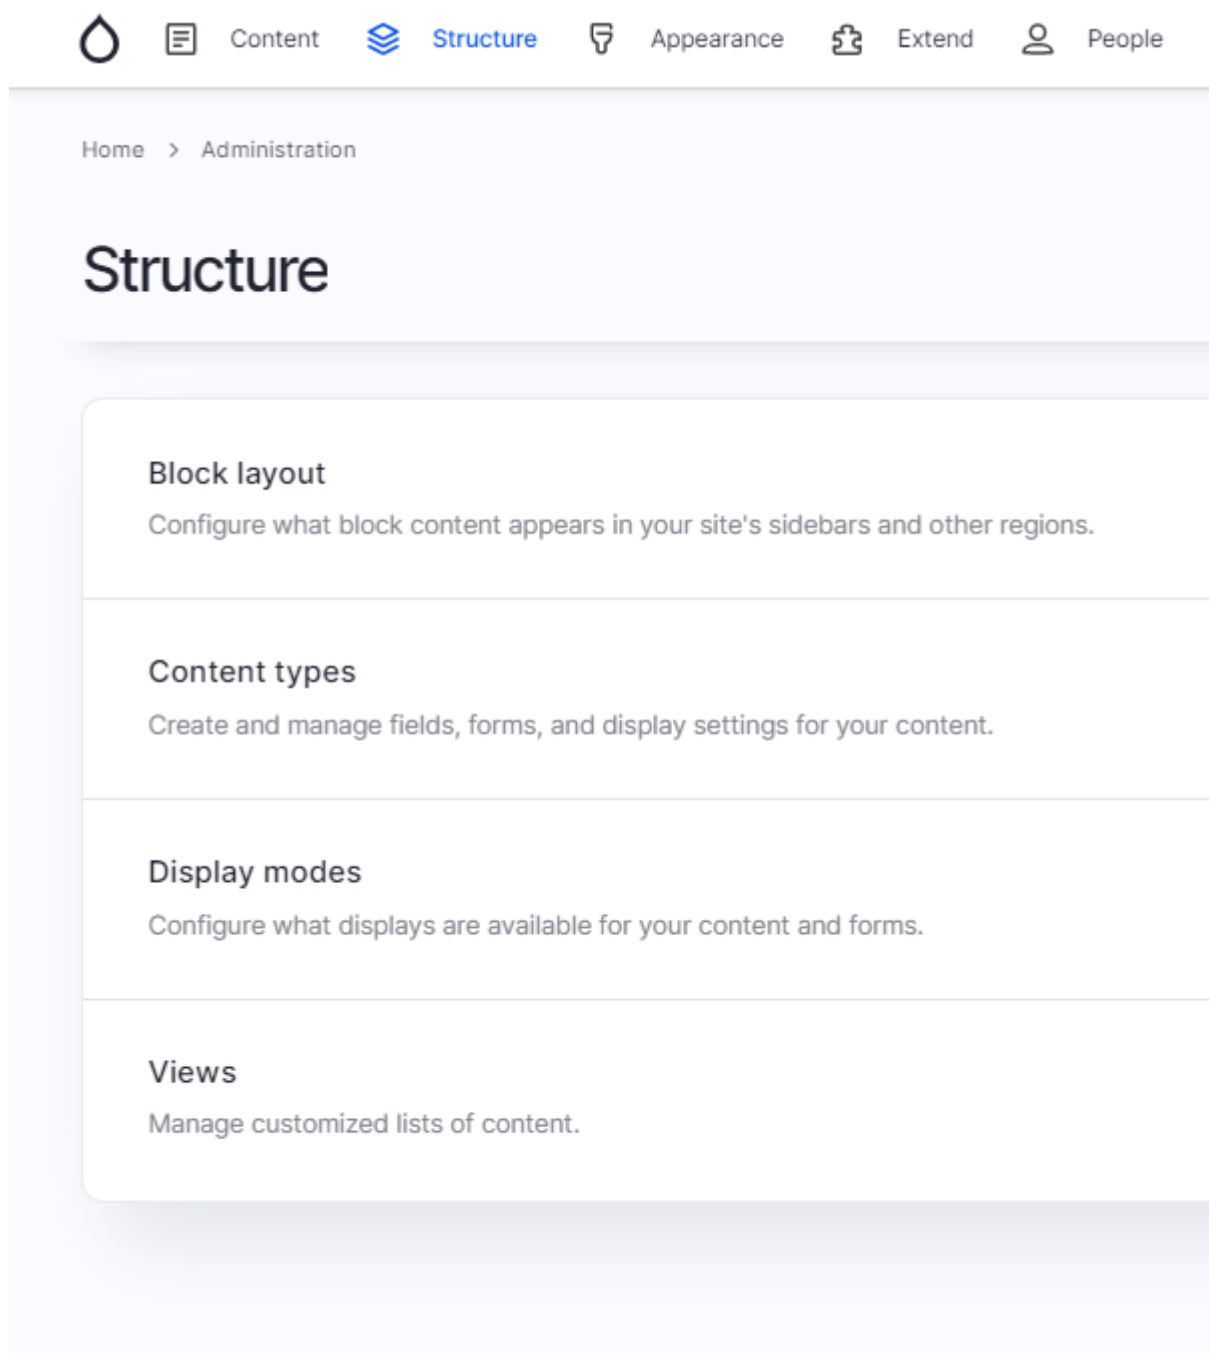 Content Structure Appearance Extend People
Home > Administration
Structure
Block layout
Configure what block content appears in your site's sidebars and other regions.
Content types
Create and manage fields, forms, and display settings for your content.
Display modes
Configure what displays are available for your content and forms.
Views
Manage customized lists of content.